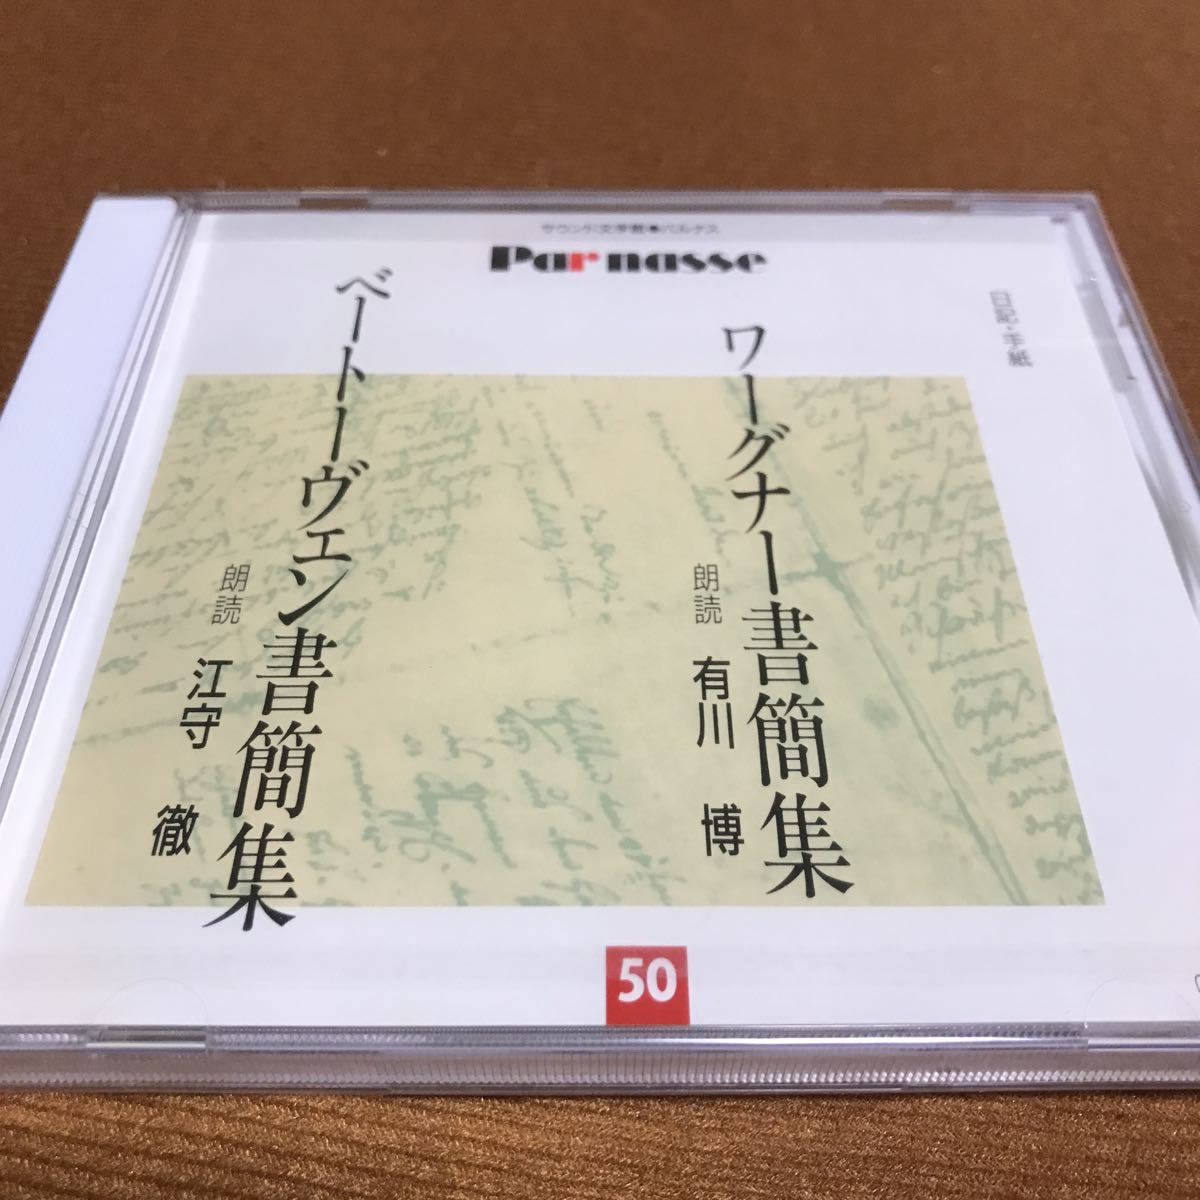 サウンド文学館●パルナス
Parnasse
日記・手紙
ワーグナー書簡集
朗読 有川 博
ベートーヴェン書簡集
朗読 江守 徹
50